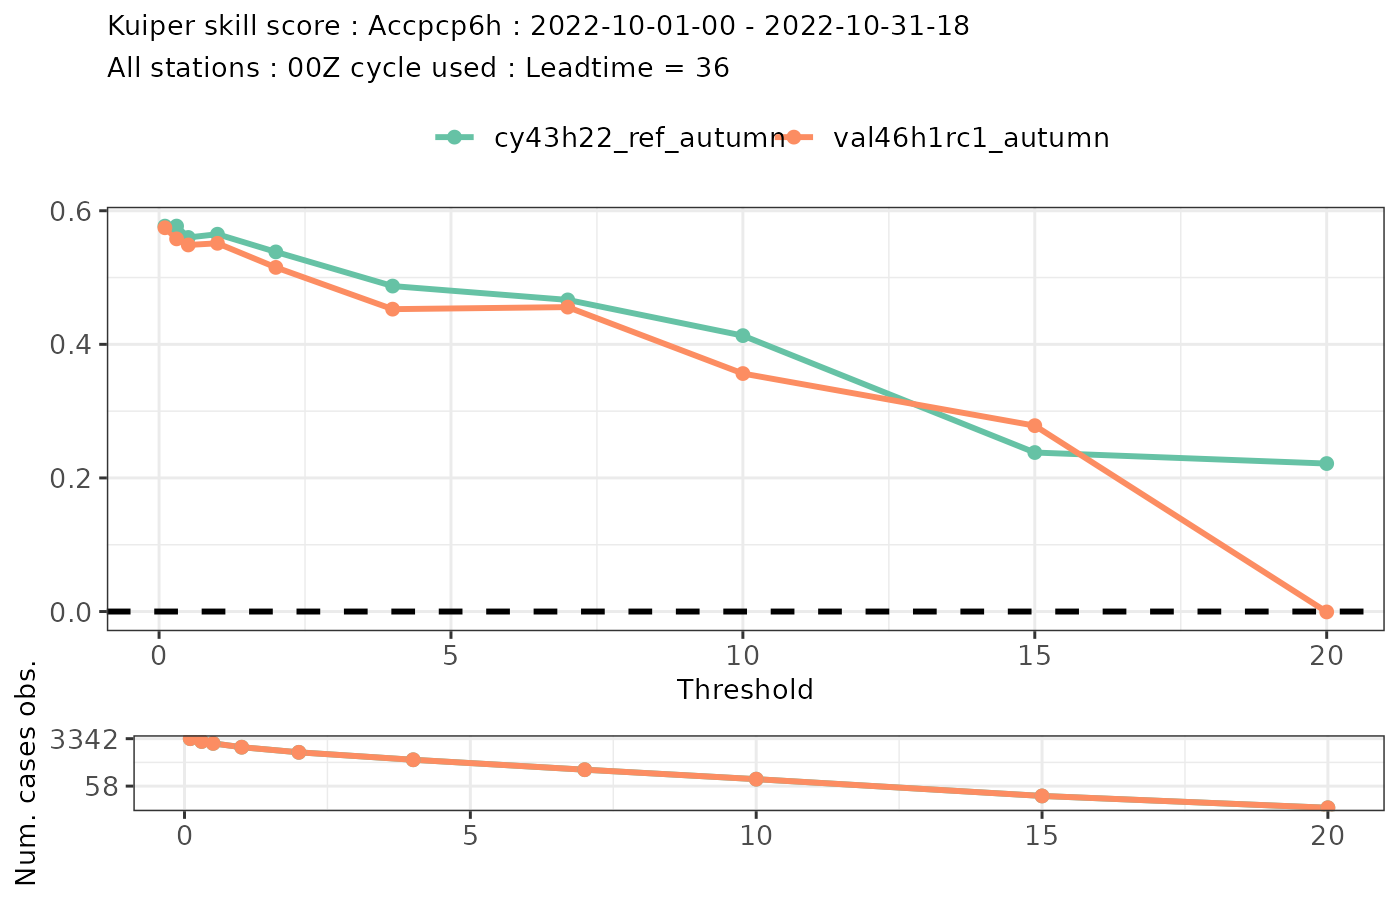 Kuiper skill score : Accpcp6h : 2022-10-01-00 - 2022-10-31-18
All stations : 00Z cycle used : Leadtime = 36
cy43h22_ref_autumn val46h1rc1_autumn
0.6
0.4
0.2
0.0
0 5 10 15 20
Threshold
Num. cases obs.
3342
58
0 5 10 15 20